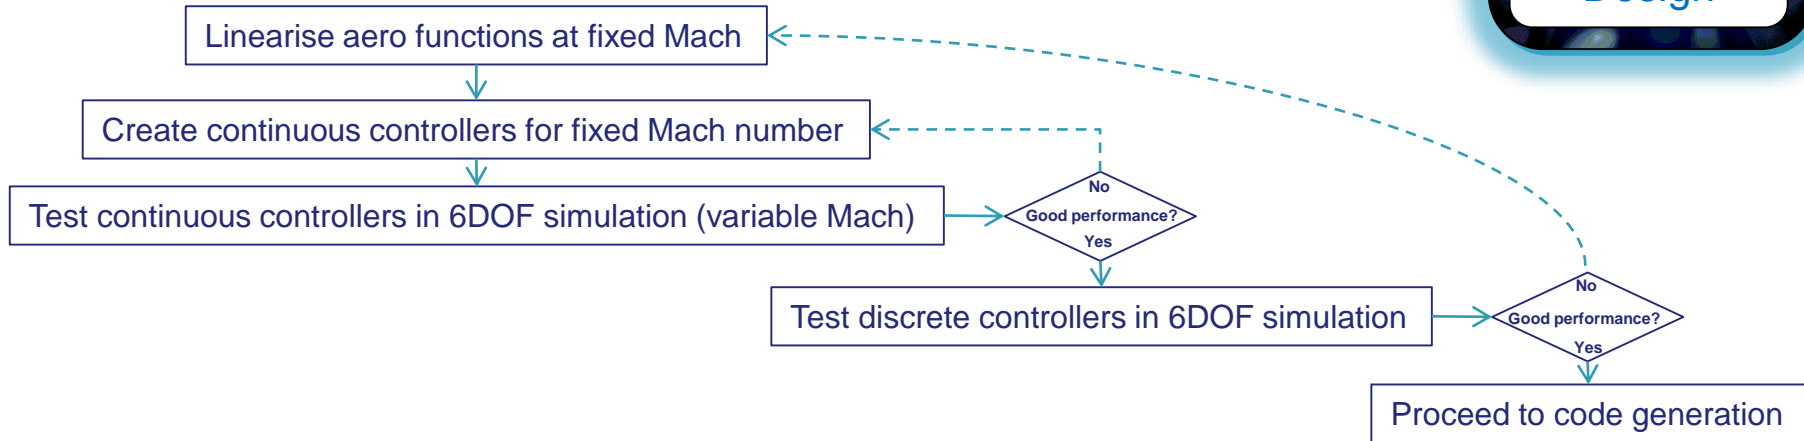 Design
Linearise aero functions at fixed Mach
Create continuous controllers for fixed Mach number
Test continuous controllers in 6DOF simulation (variable Mach)
No
Good performance?
Yes
Test discrete controllers in 6DOF simulation
No
Good performance?
Yes
Proceed to code generation